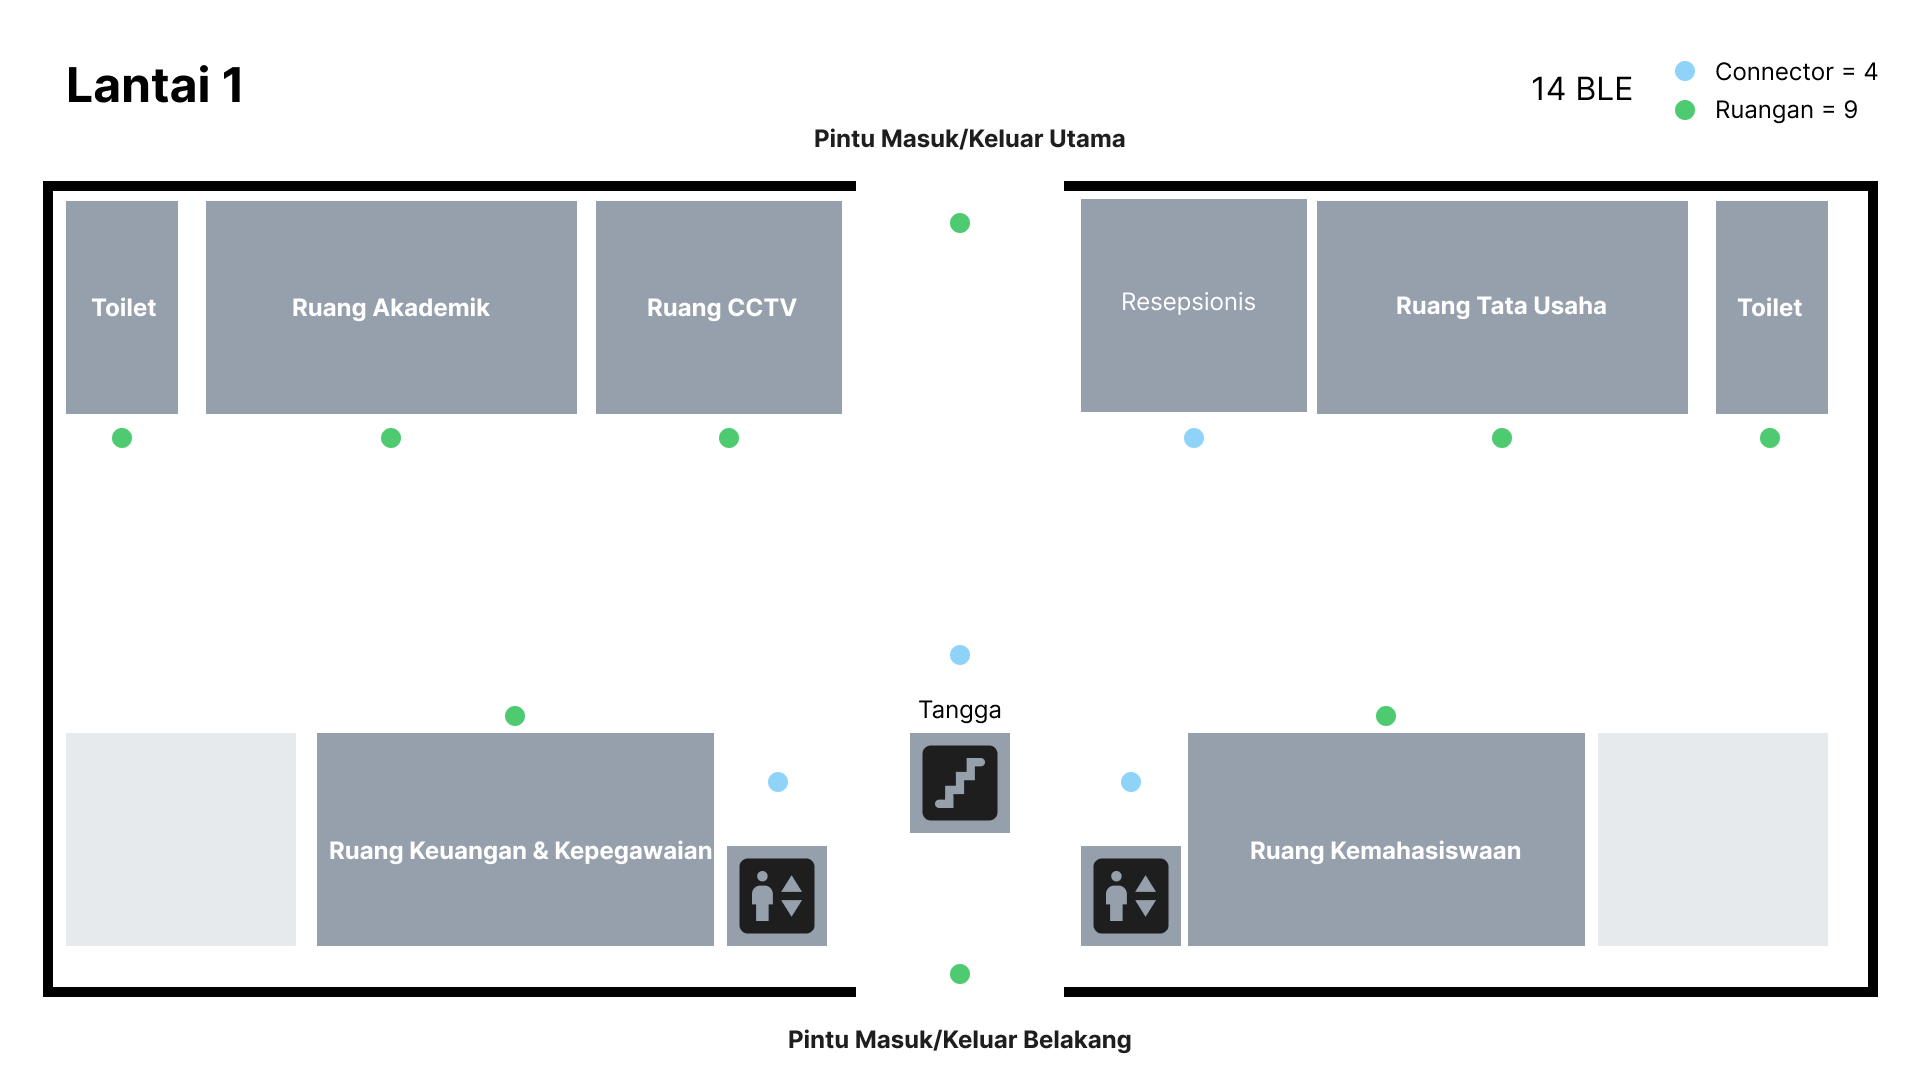 Lantai 1
14 BLE
Connector = 4
Ruangan = 9
Pintu Masuk/Keluar Utama
Toilet
Ruang Akademik
Ruang CCTV
Resepsionis
Ruang Tata Usaha
Toilet
Tangga
Ruang Keuangan & Kepegawaian
Ruang Kemahasiswaan
Pintu Masuk/Keluar Belakang